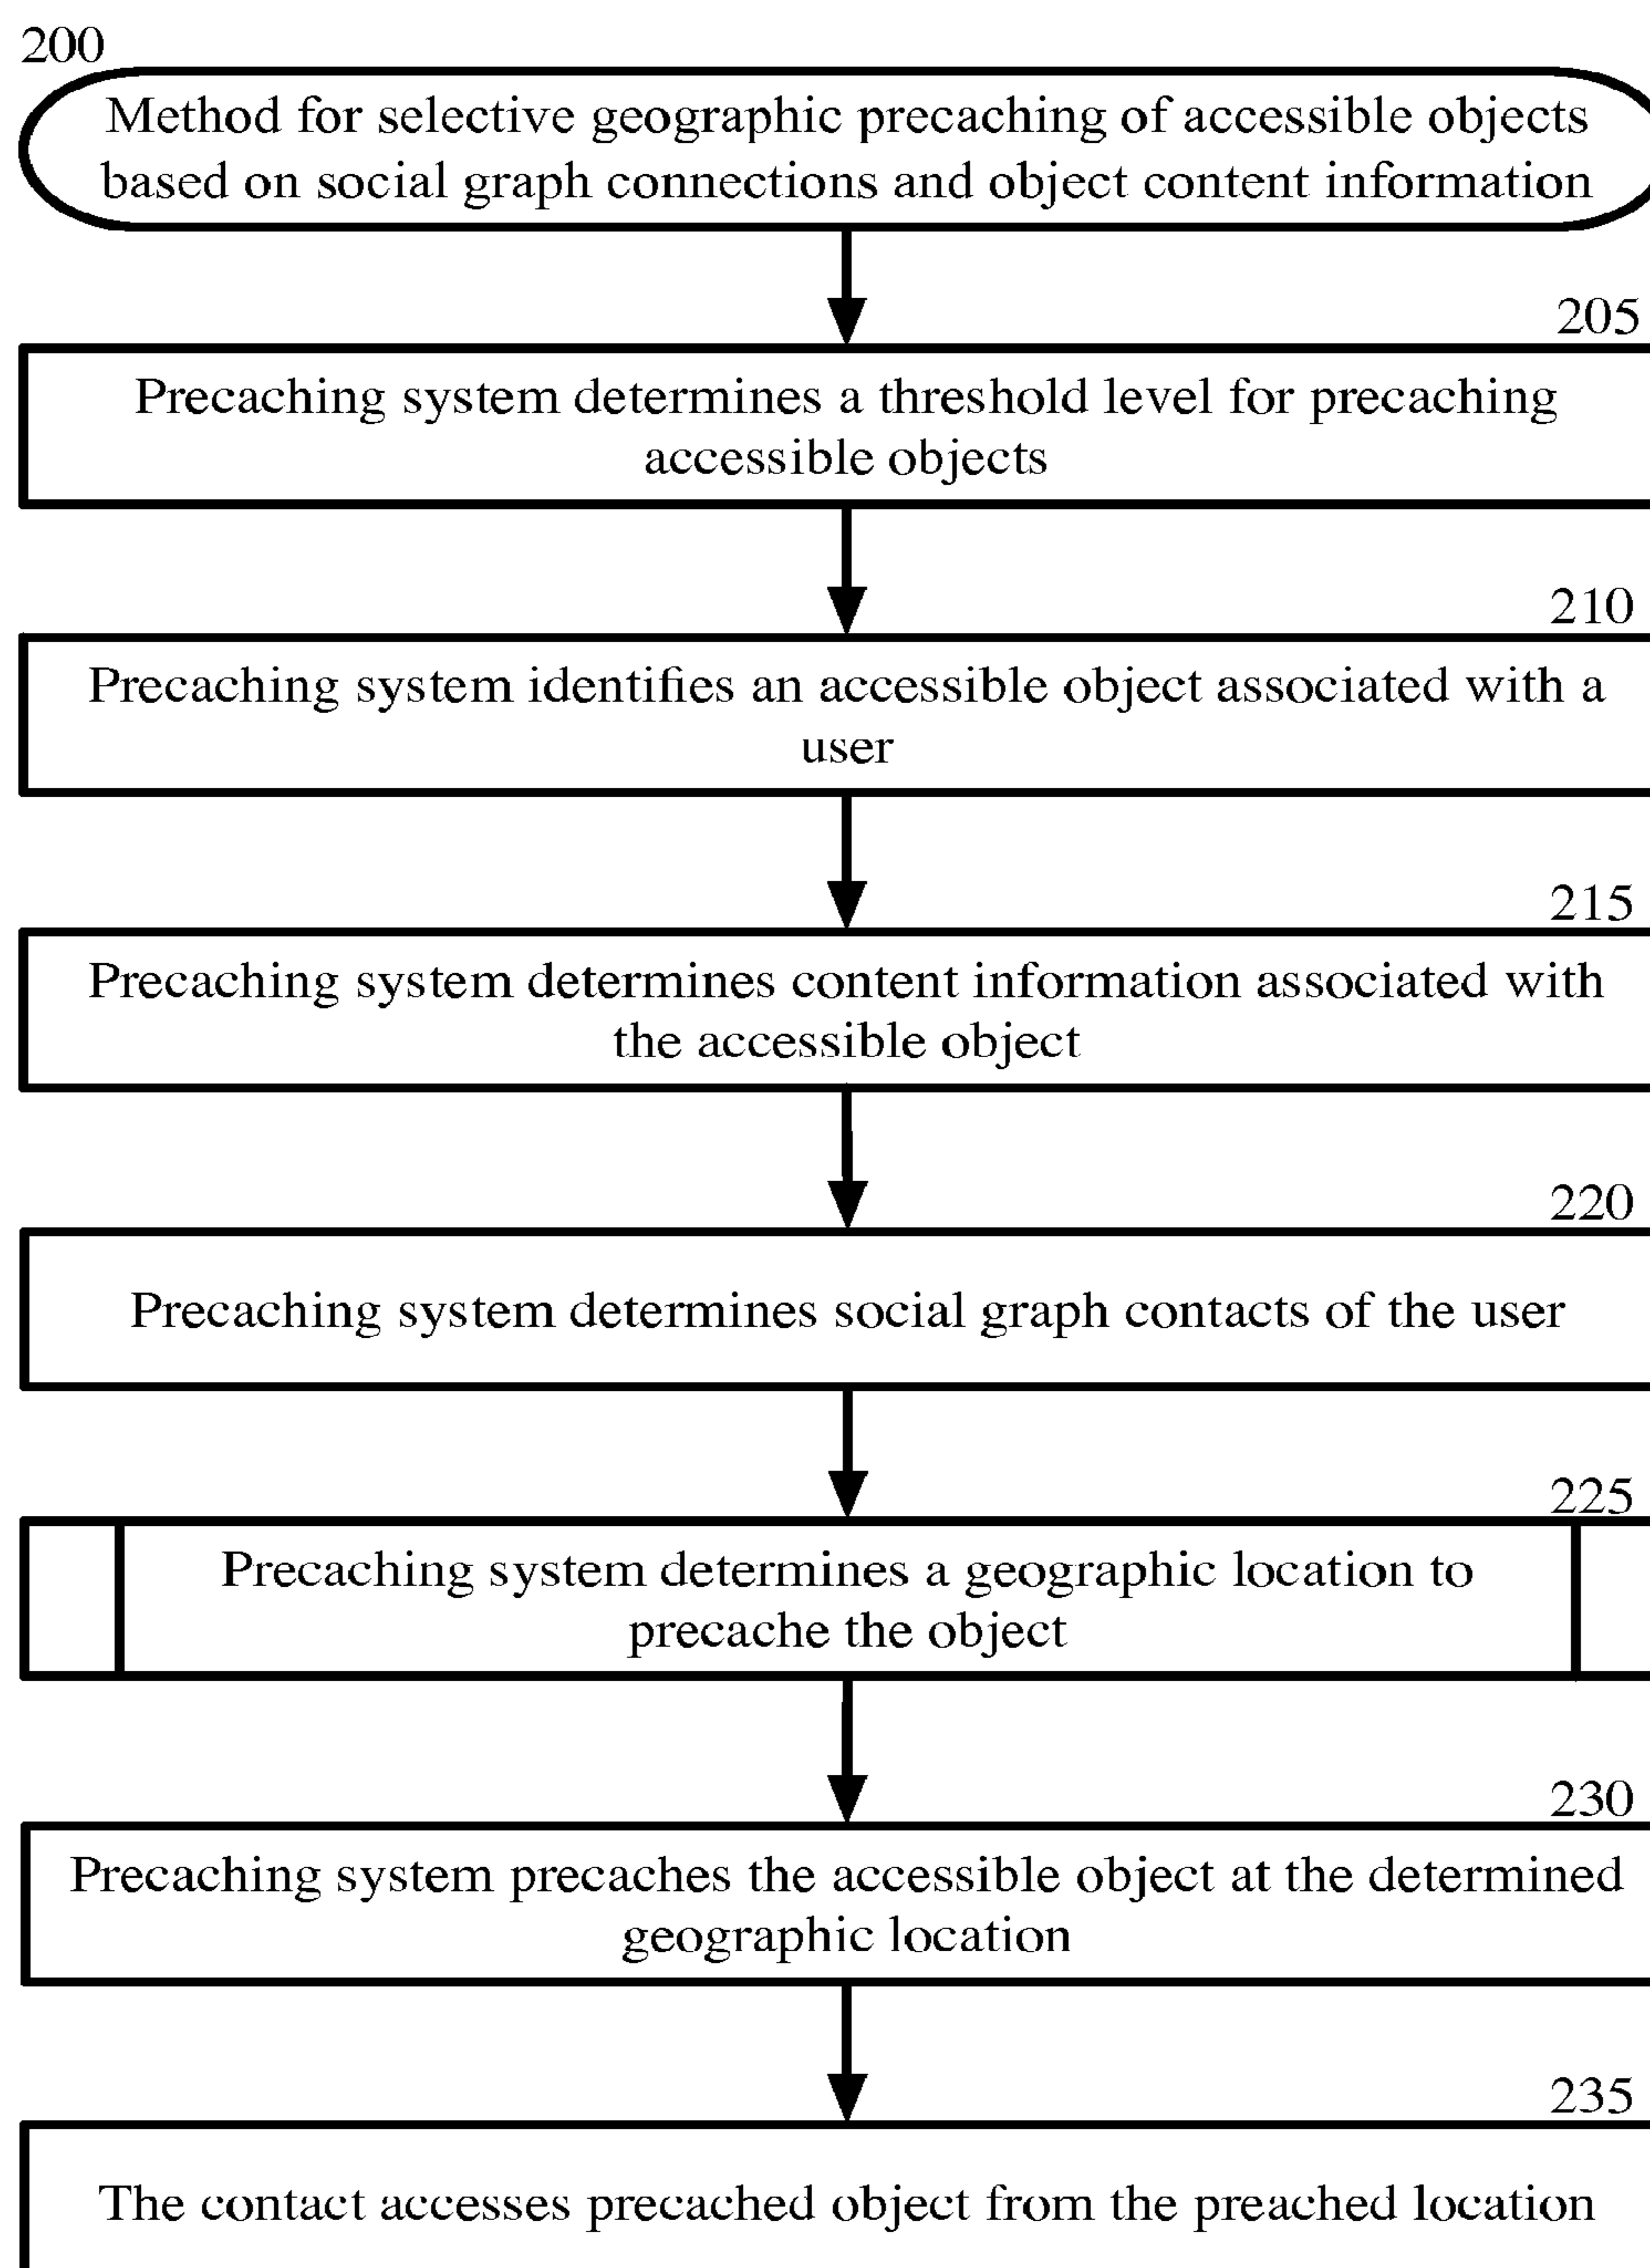 200
Method for selective geographic precaching of accessible objects
based on social graph connections and object content information
205
Precaching system determines a threshold level for precaching
accessible objects
210
Precaching system identifies an accessible object associated with a
user
215
Precaching system determines content information associated with
the accessible object
220
Precaching system determines social graph contacts of the user
225
Precaching system determines a geographic location to
precache the object
230
Precaching system precaches the accessible object at the determined
geographic location
235
The contact accesses precached object from the preached location